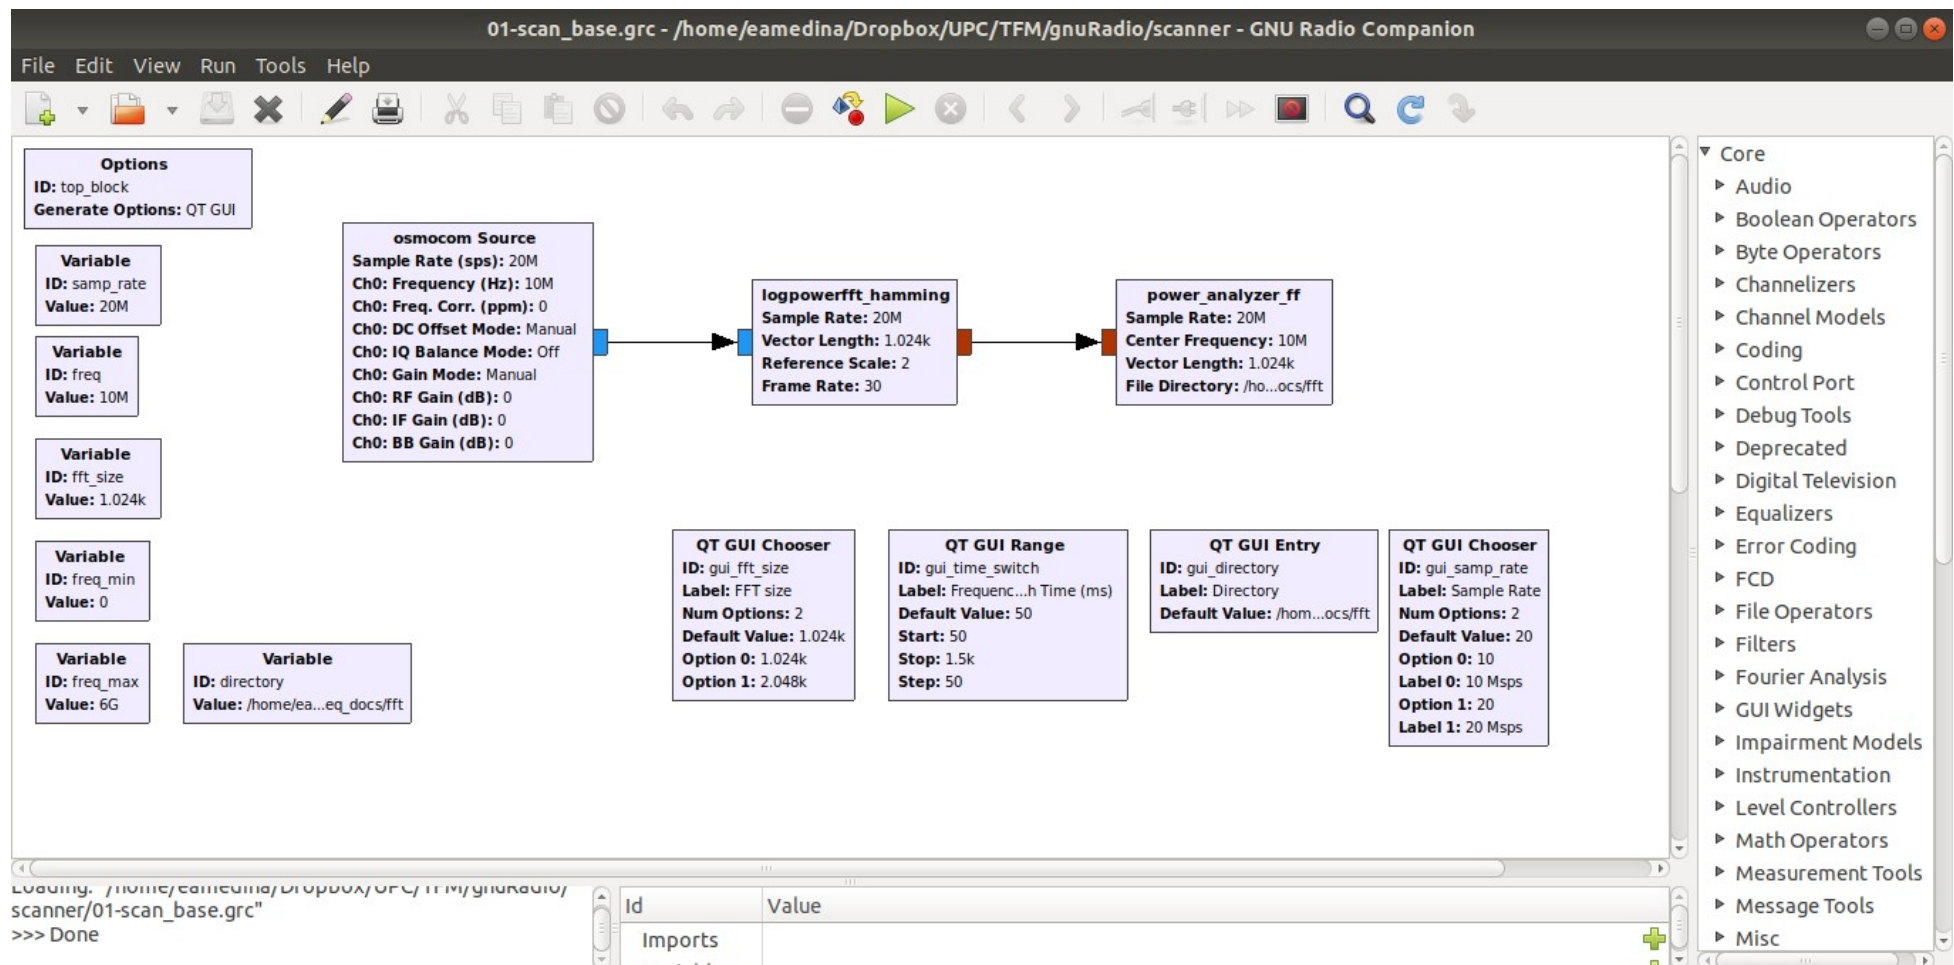 01-scan_base.grc - /home/eamedina/Dropbox/UPC/TFM/gnuRadio/scanner - GNU Radio Companion
File Edit View Run Tools Help
Options
ID: top_block
Generate Options: QT GUI
Variable
ID: samp_rate
Value: 20M
Variable
ID: freq
Value: 10M
Variable
ID: fft_size
Value: 1.024k
Variable
ID: freq_min
Value: 0
Variable
ID: freq_max
Value: 6G
Variable
ID: directory
Value: /home/ea...eq_docs/fft
osmocom Source
Sample Rate (sps): 20M
Ch0: Frequency (Hz): 10M
Ch0: Freq. Corr. (ppm): 0
Ch0: DC Offset Mode: Manual
Ch0: IQ Balance Mode: Off
Ch0: Gain Mode: Manual
Ch0: RF Gain (dB): 0
Ch0: IF Gain (dB): 0
Ch0: BB Gain (dB): 0
logpowerfft_hamming
Sample Rate: 20M
Vector Length: 1.024k
Reference Scale: 2
Frame Rate: 30
power_analyzer_ff
Sample Rate: 20M
Center Frequency: 10M
Vector Length: 1.024k
File Directory: /ho...ocs/fft
QT GUI Chooser
ID: gui_fft_size
Label: FFT size
Num Options: 2
Default Value: 1.024k
Option 0: 1.024k
Option 1: 2.048k
QT GUI Range
ID: gui_time_switch
Label: Frequenc...h Time (ms)
Default Value: 50
Start: 50
Stop: 1.5k
Step: 50
QT GUI Entry
ID: gui_directory
Label: Directory
Default Value: /hom...ocs/fft
QT GUI Chooser
ID: gui_samp_rate
Label: Sample Rate
Num Options: 2
Default Value: 20
Option 0: 10
Label 0: 10 Msps
Option 1: 20
Label 1: 20 Msps
Core
Audio
Boolean Operators
Byte Operators
Channelizers
Channel Models
Coding
Control Port
Debug Tools
Deprecated
Digital Television
Equalizers
Error Coding
FCD
File Operators
Filters
Fourier Analysis
GUI Widgets
Impairment Models
Instrumentation
Level Controllers
Math Operators
Measurement Tools
Message Tools
Misc
Loading: "/home/eamedina/Dropbox/UPC/TFM/gnuRadio/
scanner/01-scan_base.grc"
>>> Done
Id Value
Imports